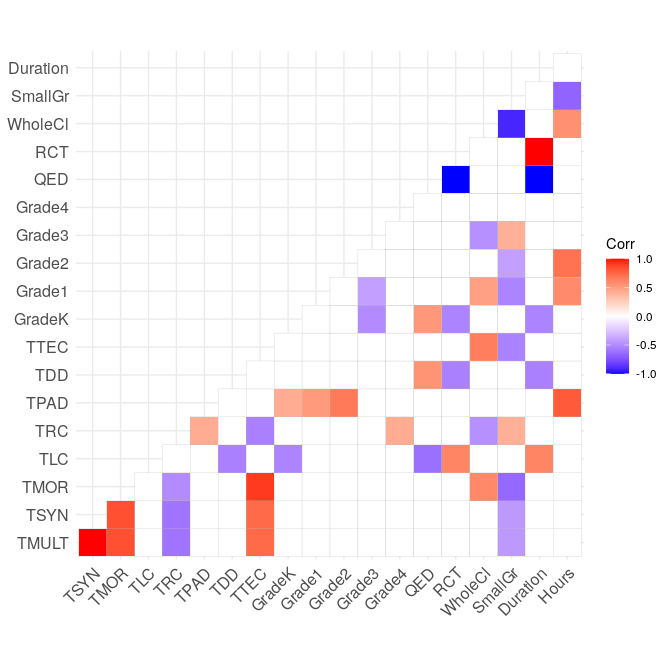 Duration
SmallGr
WholeCl
RCT
QED
Grade4
Grade3
Grade2
Grade1
GradeK
TTEC
TDD
TPAD
TRC
TLC
TMOR
TSYN
TMULT
TSYN
TMOR
TLC
TRC
TPAD
TDD
TTEC
GradeK
Grade1
Grade2
Grade3
Grade4
QED
RCT
WholeCl
SmallGr
Duration
Hours
Corr
1.0
0.5
0.0
-0.5
-1.0